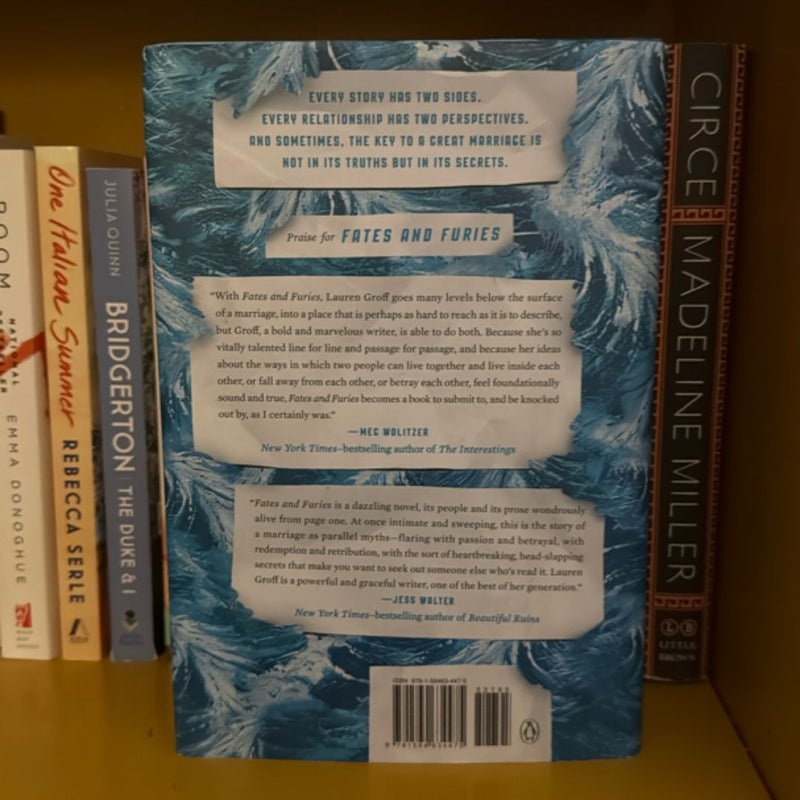 ROOM
NATIONAL
BESTSELLER
EMMA DONOGHUE
One Italian Summer
REBECCA SERLE
JULIA QUINN
BRIDGERTON
THE DUKE & I
EVERY STORY HAS TWO SIDES.
EVERY RELATIONSHIP HAS TWO PERSPECTIVES.
AND SOMETIMES, THE KEY TO A GREAT MARRIAGE IS
NOT IN ITS TRUTHS BUT IN ITS SECRETS.
Praise for FATES AND FURIES
"With Fates and Furies, Lauren Groff goes many levels below the surface
of a marriage, into a place that is perhaps as hard to reach as it is to describe,
but Groff, a bold and marvelous writer, is able to do both. Because she's so
vitally talented line for line and passage for passage, and because her ideas
about the ways in which two people can live together and live inside each
other, or fall away from each other, or betray each other, feel foundationally
sound and true, Fates and Furies becomes a book to submit to, and be knocked
out by, as I certainly was."
—MEG WOLITZER
New York Times–bestselling author of The Interestings
"Fates and Furies is a dazzling novel, its people and its prose wondrously
alive from page one. At once intimate and sweeping, this is the story of
a marriage as parallel myths—flaring with passion and betrayal, with
redemption and retribution, with the sort of heartbreaking, head-slapping
secrets that make you want to seek out someone else who's read it. Lauren
Groff is a powerful and graceful writer, one of the best of her generation."
—JESS WALTER
New York Times–bestselling author of Beautiful Ruins
ISBN
52795
9 781594 634475
CIRCE
MADELINE MILLER
LB
LITTLE
BROWN